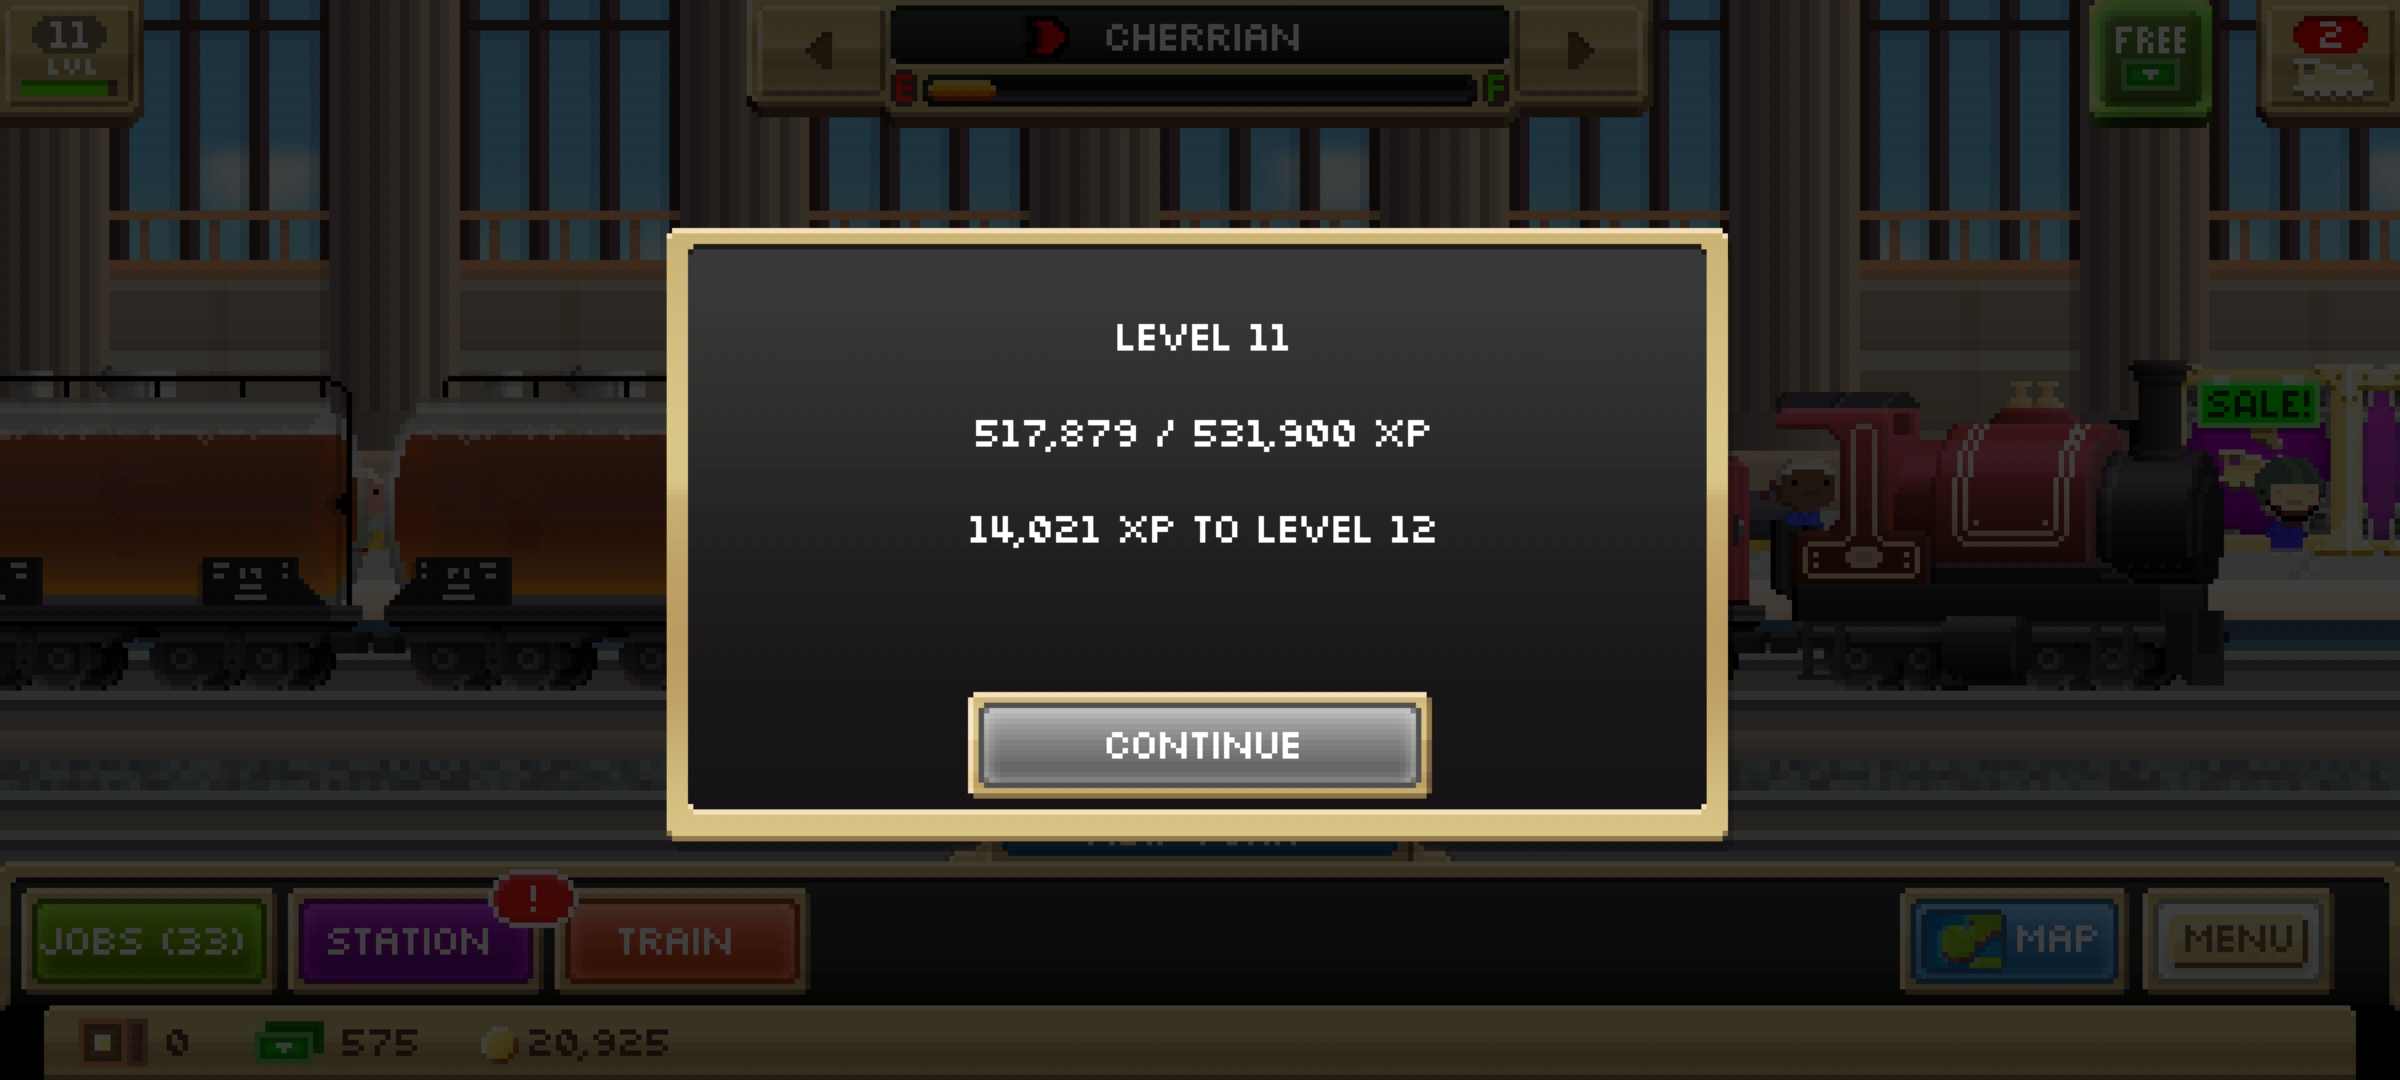 11
LVL
CHERRIAN
E
F
FREE
2
SALE!
LEVEL 11
517,879 / 531,900 XP
14,021 XP TO LEVEL 12
CONTINUE
JOBS (33)
STATION
!
TRAIN
MAP
MENU
0
575
20,925